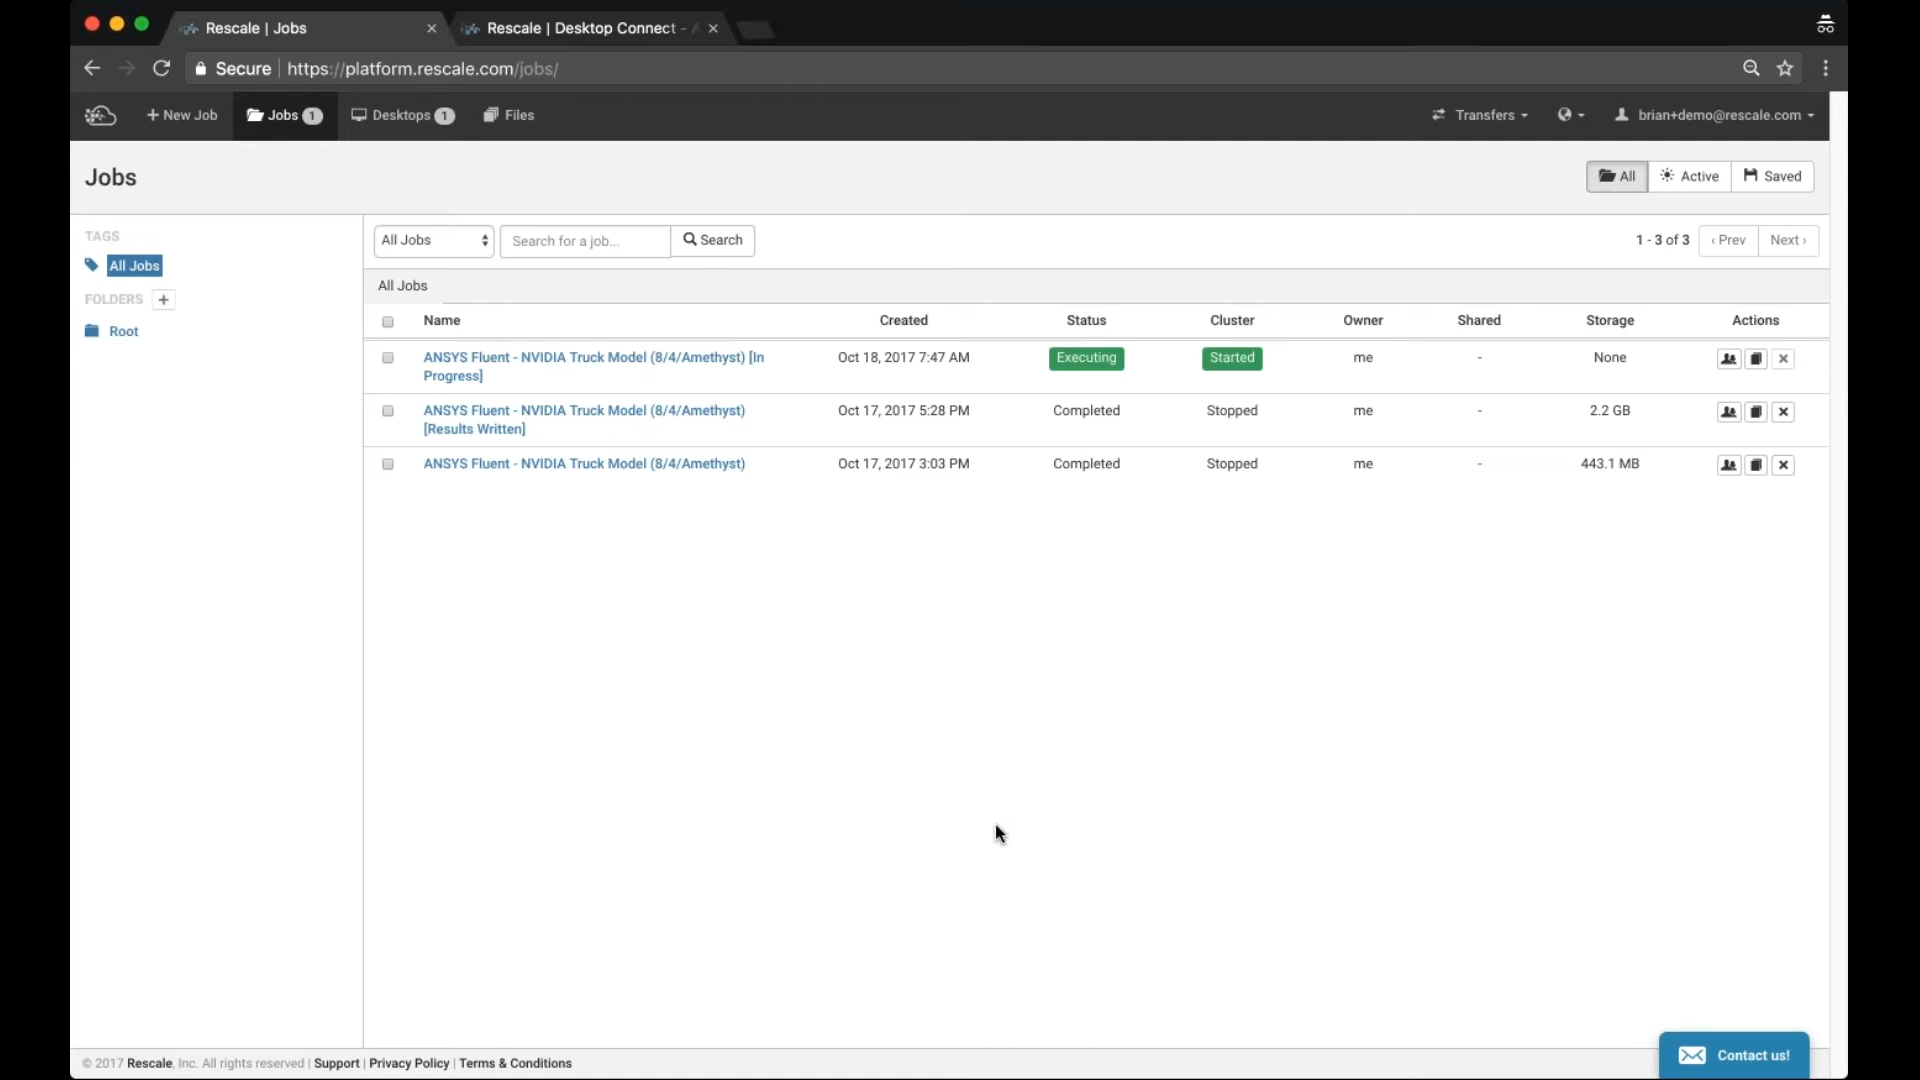 Rescale | Jobs
Rescale | Desktop Connect -
Secure https://platform.rescale.com/jobs/
New Job
Jobs 1
Desktops 1
Files
Transfers
brian+demo@rescale.com
Jobs
All
Active
Saved
TAGS
All Jobs
FOLDERS +
Root
All Jobs
Search for a job...
Search
1 - 3 of 3
‹ Prev
Next ›
All Jobs
Name Created Status Cluster Owner Shared Storage Actions
ANSYS Fluent - NVIDIA Truck Model (8/4/Amethyst) [In
Progress]
Oct 18, 2017 7:47 AM Executing Started me - None
ANSYS Fluent - NVIDIA Truck Model (8/4/Amethyst)
[Results Written]
Oct 17, 2017 5:28 PM Completed Stopped me - 2.2 GB
ANSYS Fluent - NVIDIA Truck Model (8/4/Amethyst) Oct 17, 2017 3:03 PM Completed Stopped me - 443.1 MB
© 2017 Rescale, Inc. All rights reserved | Support | Privacy Policy | Terms & Conditions
Contact us!